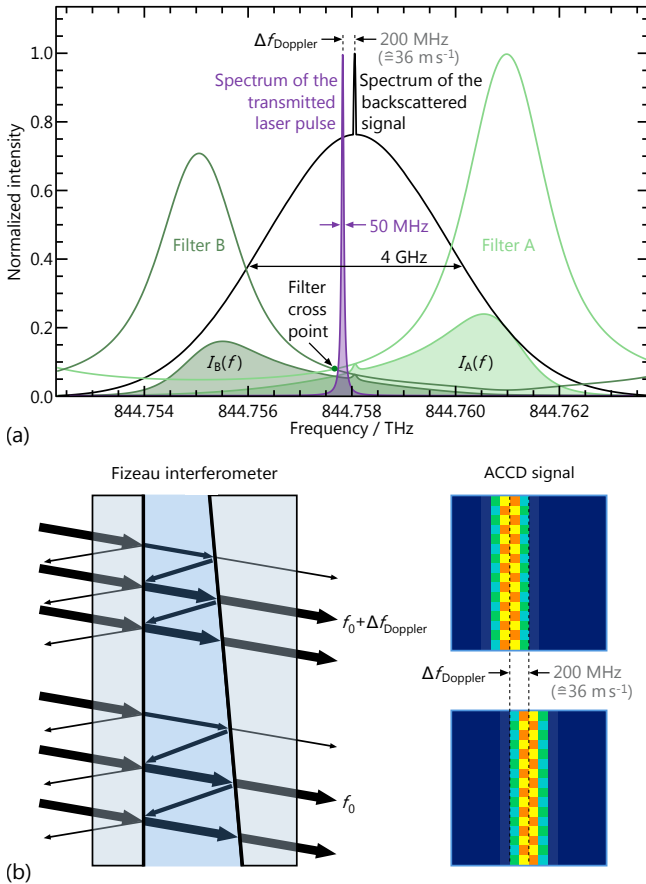 Δf_Doppler
200 MHz
(≙36 m s⁻¹)
Spectrum of the
transmitted
laser pulse
Spectrum of the
backscattered
signal
Normalized intensity
1.0
0.8
0.6
0.4
0.2
0.0
Filter B
50 MHz
Filter A
4 GHz
Filter
cross
point
I_B(f)
I_A(f)
844.754
844.756
844.758
844.760
844.762
Frequency / THz
(a)
Fizeau interferometer
ACCD signal
f₀+Δf_Doppler
Δf_Doppler
200 MHz
(≙36 m s⁻¹)
f₀
(b)